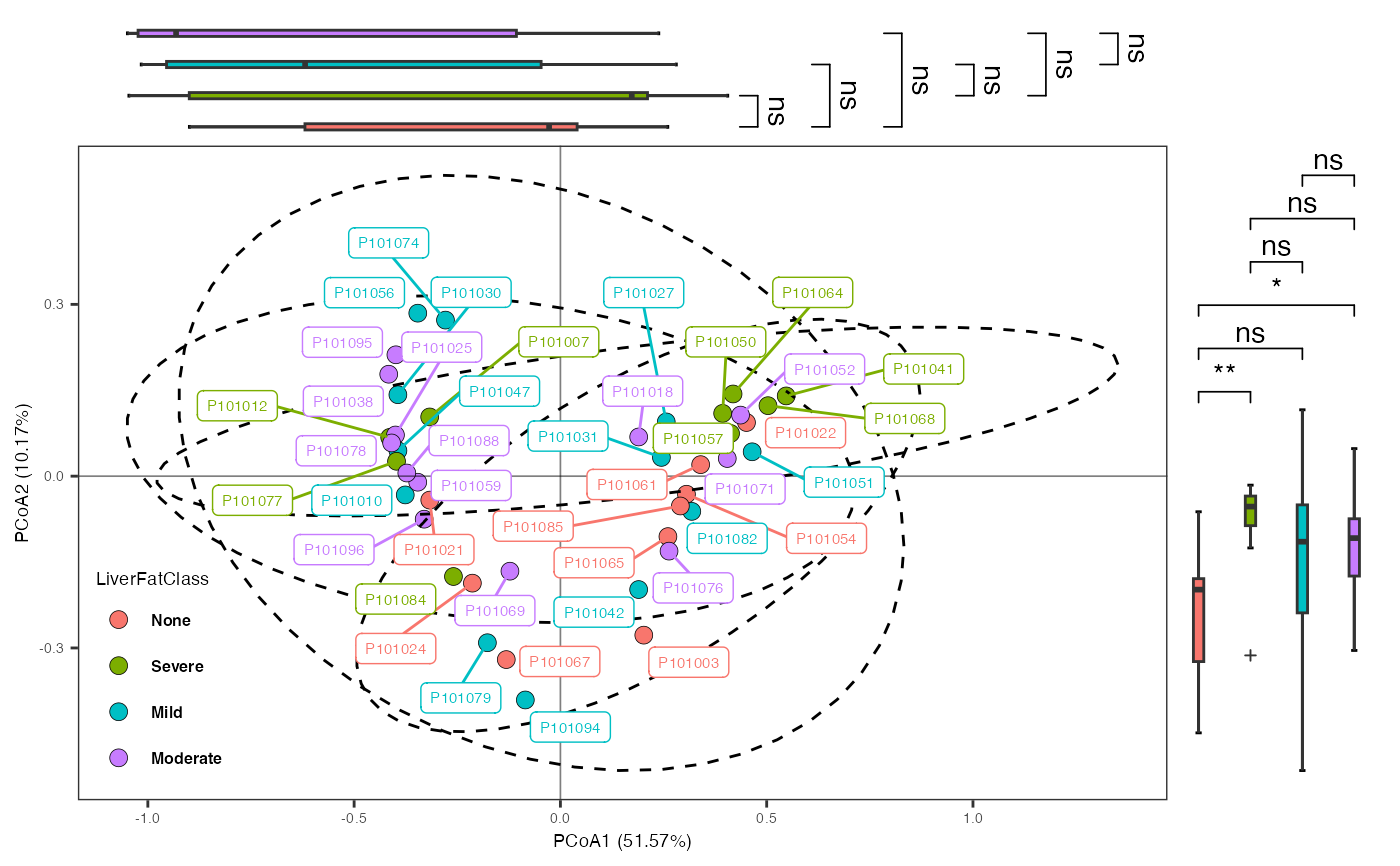 ns
ns
ns
ns
ns
ns
ns
ns
ns
*
ns
**
P101074
P101056
P101030
P101027
P101064
P101095
P101025
P101007
P101050
P101052
P101041
P101012
P101038
P101047
P101018
P101068
P101078
P101088
P101031
P101057
P101022
P101077
P101010
P101059
P101061
P101071
P101051
P101096
P101021
P101085
P101082
P101054
P101065
P101084
P101069
P101042
P101076
P101024
P101067
P101003
P101079
P101094
LiverFatClass
None
Severe
Mild
Moderate
0.3
0.0
-0.3
PCoA2 (10.17%)
-1.0
-0.5
0.0
0.5
1.0
PCoA1 (51.57%)